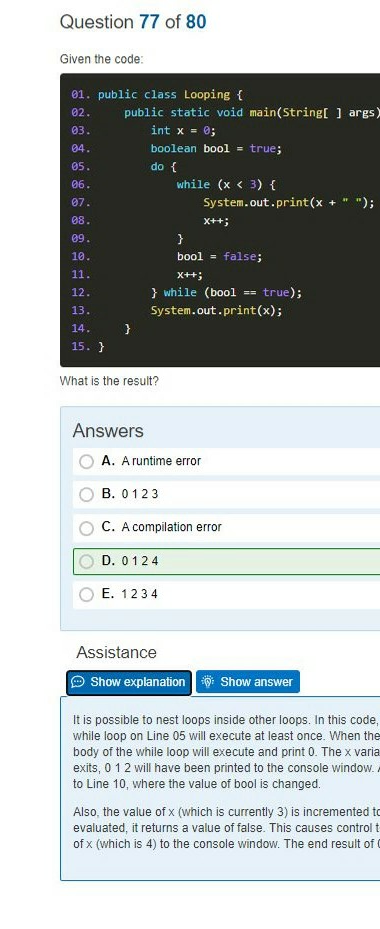 Question 77 of 80
Given the code:
01. public class Looping {
02. public static void main(String[ ] args)
03. int x = 0;
04. boolean bool = true;
05. do {
06. while (x < 3) {
07. System.out.print(x + " ");
08. x++;
09. }
10. bool = false;
11. x++;
12. } while (bool == true);
13. System.out.print(x);
14. }
15. }
What is the result?
Answers
A. A runtime error
B. 0 1 2 3
C. A compilation error
D. 0 1 2 4
E. 1 2 3 4
Assistance
Show explanation Show answer
It is possible to nest loops inside other loops. In this code,
while loop on Line 05 will execute at least once. When the
body of the while loop will execute and print 0. The x
exits, 0 1 2 will have been printed to the console window.
to Line 10, where the value of bool is changed.
Also, the value of x (which is currently 3) is incremented
evaluated, it returns a value of false. This causes control
of x (which is 4) to the console window. The end result of